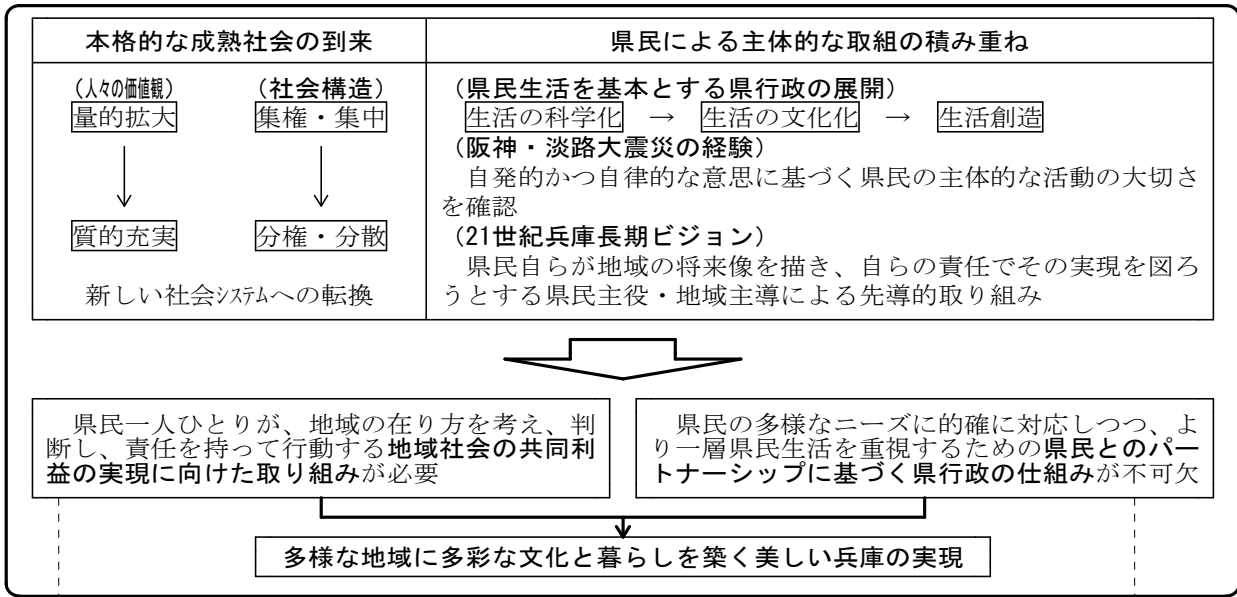 本格的な成熟社会の到来
(人々の価値観) (社会構造)
量的拡大 集権・集中
質的充実 分権・分散
新しい社会システムへの転換
県民による主体的な取組の積み重ね
(県民生活を基本とする県行政の展開)
生活の科学化 → 生活の文化化 → 生活創造
(阪神・淡路大震災の経験)
自発的かつ自律的な意思に基づく県民の主体的な活動の大切さ
を確認
(21世紀兵庫長期ビジョン)
県民自らが地域の将来像を描き、自らの責任でその実現を図ろ
うとする県民主役・地域主導による先導的取り組み
県民一人ひとりが、地域の在り方を考え、判
断し、責任を持って行動する地域社会の共同利
益の実現に向けた取り組みが必要
県民の多様なニーズに的確に対応しつつ、よ
り一層県民生活を重視するための県民とのパー
トナーシップに基づく県行政の仕組みが不可欠
多様な地域に多彩な文化と暮らしを築く美しい兵庫の実現